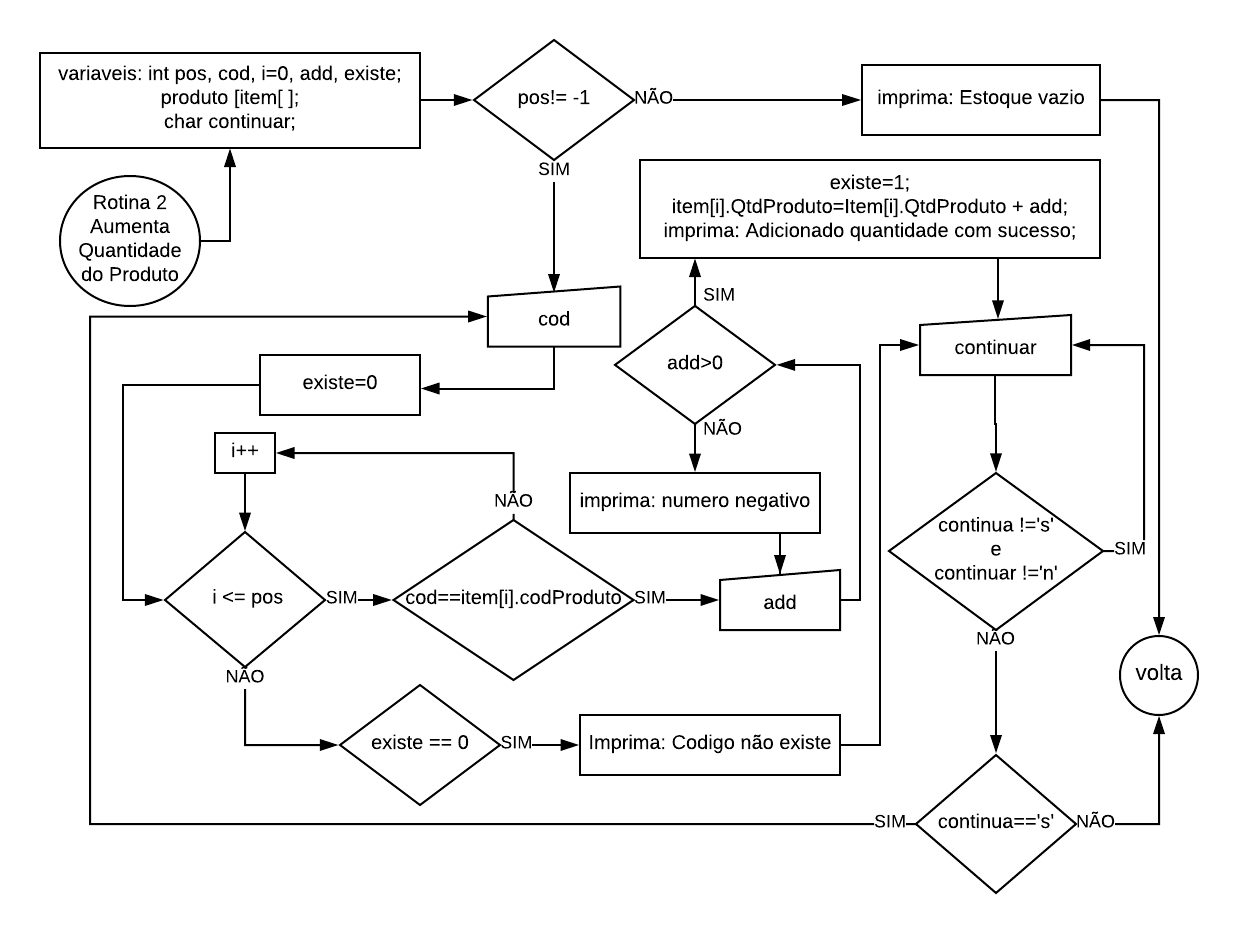 variaveis: int pos, cod, i=0, add, existe;
produto [item[ ];
char continuar;
pos!= -1
NÃO
imprima: Estoque vazio
SIM
Rotina 2
Aumenta
Quantidade
do Produto
existe=1;
item[i].QtdProduto=Item[i].QtdProduto + add;
imprima: Adicionado quantidade com sucesso;
SIM
cod
continuar
add>0
existe=0
NÃO
i++
NÃO
imprima: numero negativo
continua !='s'
e
continuar !='n'
SIM
i <= pos
SIM
cod==item[i].codProduto
SIM
add
NÃO
NÃO
volta
existe == 0
SIM
Imprima: Codigo não existe
SIM
continua=='s'
NÃO